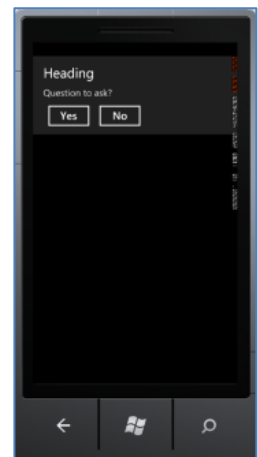 Heading
Question to ask?
Yes No